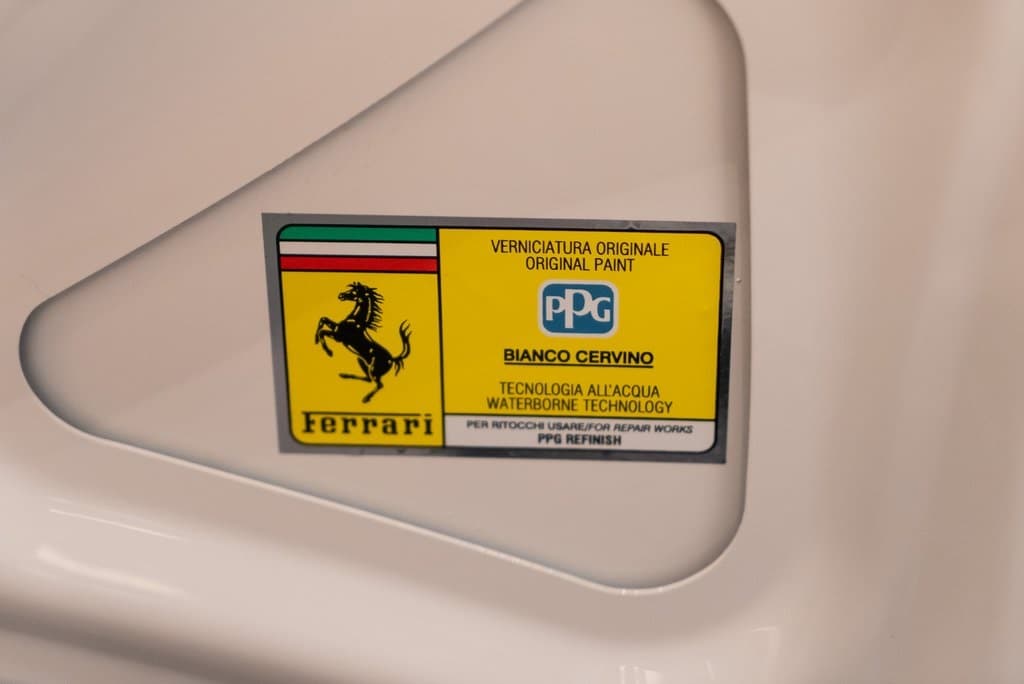 Ferrari
VERNICIATURA ORIGINALE
ORIGINAL PAINT
PPG
BIANCO CERVINO
TECNOLOGIA ALL'ACQUA
WATERBORNE TECHNOLOGY
PER RITOCCHI USARE/FOR REPAIR WORKS
PPG REFINISH